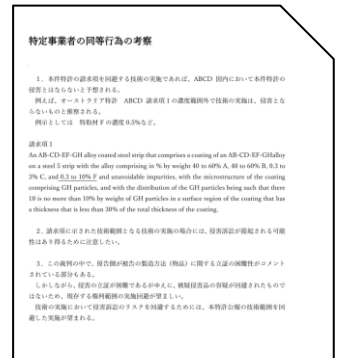 特定事業者の同等行為の考察
１、本件特許の請求項を回避する技術の実施であれば、ABCD 国内において本件特許の
侵害とはならないと予想される。
例えば、オーストラリア特許 ABCD 請求項１の濃度範囲外で技術の実施は、侵害とな
らないものと推察される。
例示としては 特取材 F の濃度 0.5%など。
請求項 1
An AB-CD-EF-GH alloy coated steel strip that comprises a coating of an AB-CD-EF-GHalloy
on a steel 5 strip with the alloy comprising in % by weight 40 to 60% A, 40 to 60% B, 0.3 to
3% C, and 0.3 to 10% F and unavoidable impurities, with the microstructure of the coating
comprising GH particles, and with the distribution of the GH particles being such that there
10 is no more than 10% by weight of GH particles in a surface region of the coating that has
a thickness that is less than 30% of the total thickness of the coating.
２、請求項に示された技術範囲となる技術の実施の場合には、侵害訴訟が提起される可能
性はあり得るために注意したい。
３、この裁判の中で、原告側が被告の製造方法（物法）に関する立証の困難性がコメント
されている部分もある。
しかしながら、侵害の立証が困難であるがゆえに、被疑侵害品の容疑が回避されたもので
はないため、現存する権利範囲の実施回避が望ましい。
技術の実施において侵害訴訟のリスクを回避するためには、本特許公報の技術範囲を回
避した実施が望まれる。